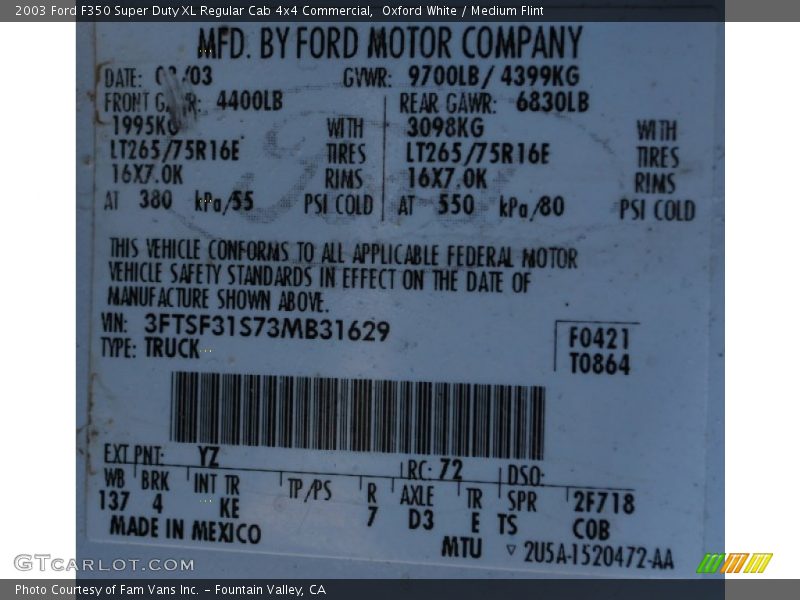 2003 Ford F350 Super Duty XL Regular Cab 4x4 Commercial, Oxford White / Medium Flint
MFD. BY FORD MOTOR COMPANY
DATE: /03 GVWR: 9700LB/ 4399KG
FRONT GAWR: 4400LB REAR GAWR: 6830LB
1995KG WITH 3098KG WITH
LT265/75R16E TIRES LT265/75R16E TIRES
16X7.0K RIMS 16X7.0K RIMS
AT 380 kPa/55 PSI COLD AT 550 kPa/80 PSI COLD
THIS VEHICLE CONFORMS TO ALL APPLICABLE FEDERAL MOTOR
VEHICLE SAFETY STANDARDS IN EFFECT ON THE DATE OF
MANUFACTURE SHOWN ABOVE.
VIN: 3FTSF31S73MB31629 F0421
TYPE: TRUCK T0864
EXT PNT: YZ RC: 72 DSO:
WB BRK INT TR TP/PS R AXLE TR SPR 2F718
137 4 KE 7 D3 E TS COB
MADE IN MEXICO MTU ▽ 2U5A-1520472-AA
GTCARLOT.COM
Photo Courtesy of Fam Vans Inc. - Fountain Valley, CA